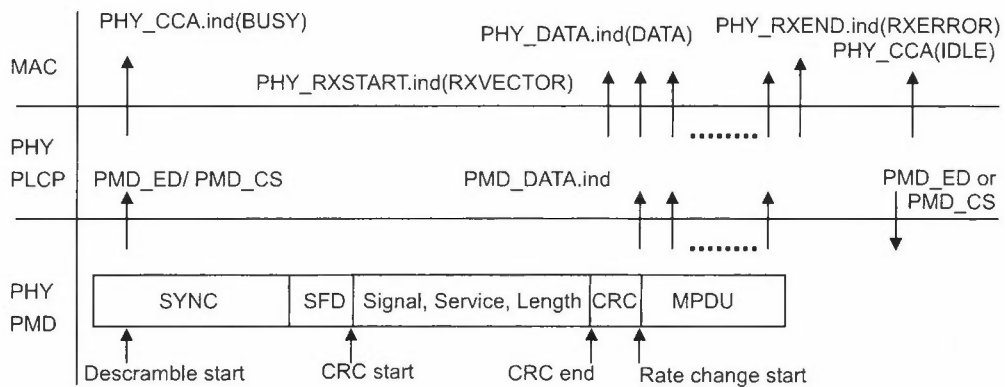 PHY_CCA.ind(BUSY)
PHY_DATA.ind(DATA)
PHY_RXEND.ind(RXERROR)
PHY_CCA(IDLE)
MAC
PHY_RXSTART.ind(RXVECTOR)
PHY
PLCP
PMD_ED/ PMD_CS
PMD_DATA.ind
PMD_ED or
PMD_CS
PHY
PMD
SYNC
SFD
Signal, Service, Length
CRC
MPDU
Descramble start
CRC start
CRC end
Rate change start